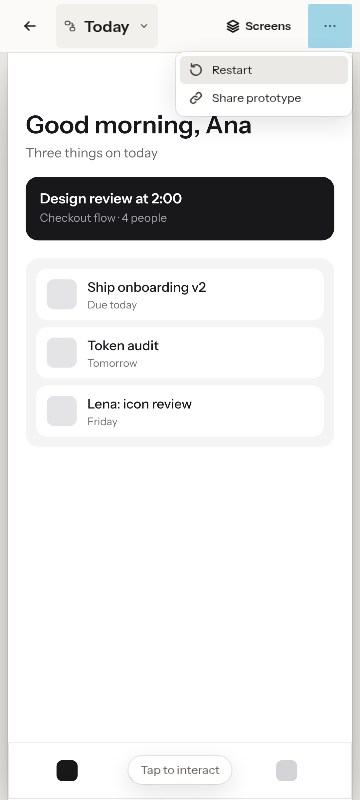 Today
Screens
Restart
Share prototype
Good morning, Ana
Three things on today
Design review at 2:00
Checkout flow · 4 people
Ship onboarding v2
Due today
Token audit
Tomorrow
Lena: icon review
Friday
Tap to interact